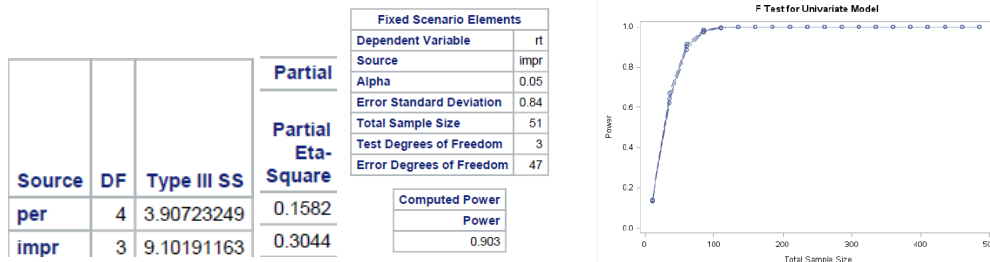 Partial
Source DF Type III SS Partial Eta-Square
per 4 3.90723249 0.1582
impr 3 9.10191163 0.3044
Fixed Scenario Elements
Dependent Variable rt
Source impr
Alpha 0.05
Error Standard Deviation 0.84
Total Sample Size 51
Test Degrees of Freedom 3
Error Degrees of Freedom 47
Computed Power
Power
0.903
F Test for Univariate Model
1.0
0.8
0.6
0.4
0.2
0.0
Power
0 100 200 300 400 50
Total Sample Size